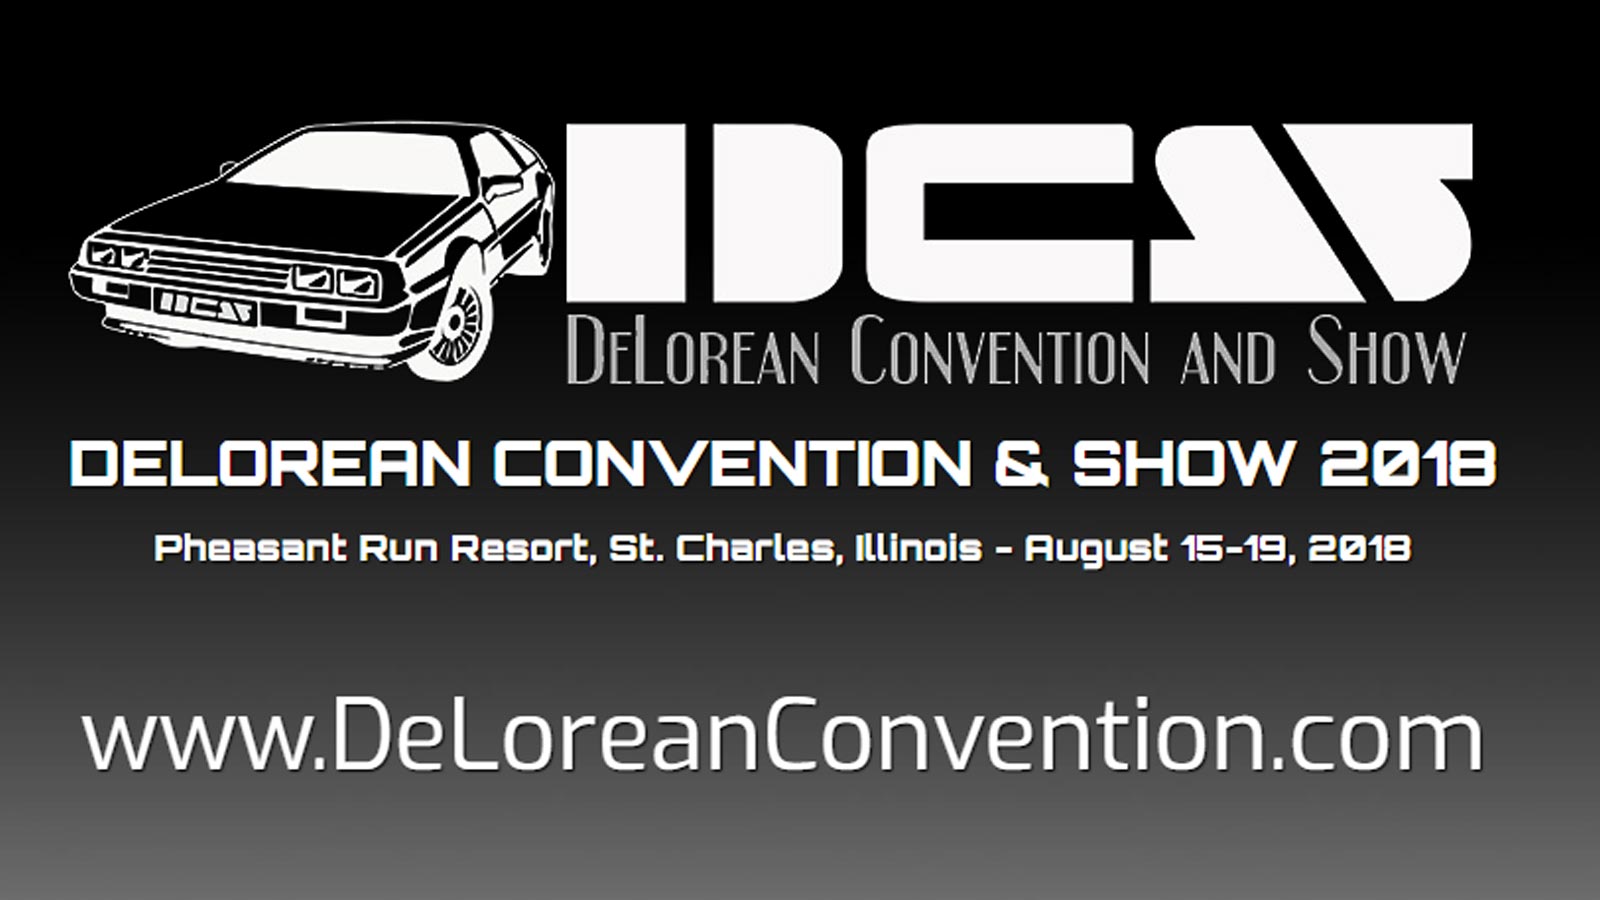 DCS
DeLorean Convention and Show
DCS
DELOREAN CONVENTION & SHOW 2018
Pheasant Run Resort, St. Charles, Illinois - August 15-19, 2018
www.DeLoreanConvention.com